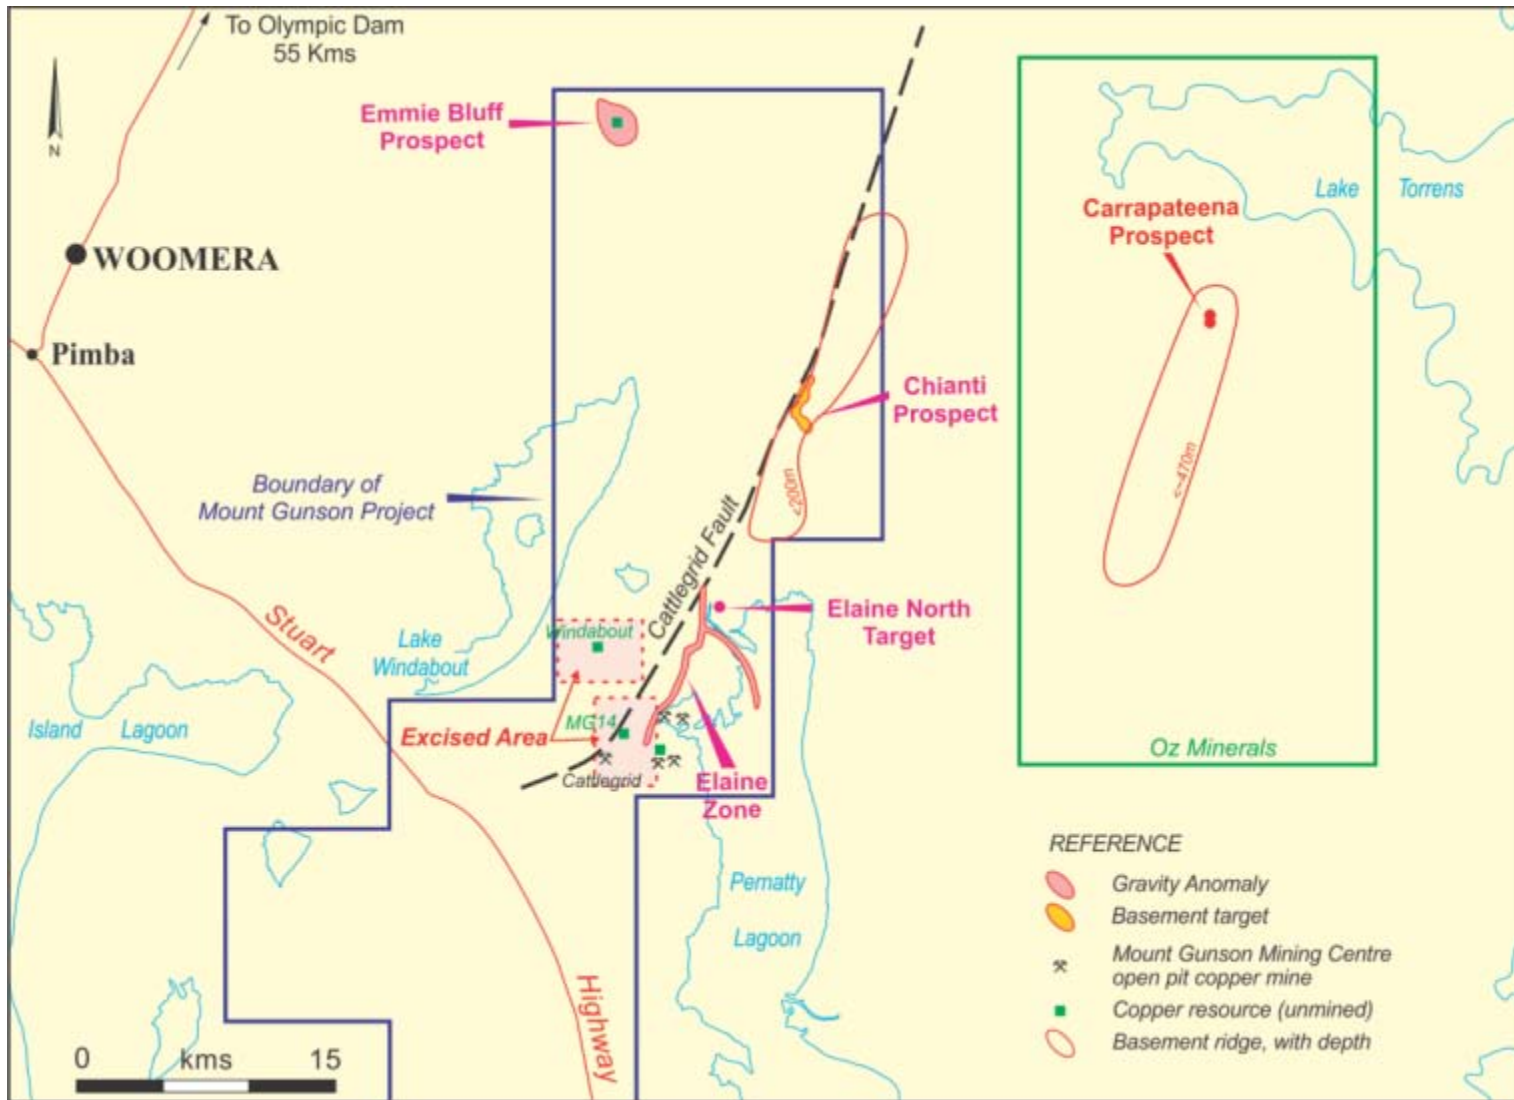 To Olympic Dam
55 Kms
N
Emmie Bluff
Prospect
Lake Torrens
Carrapateena
Prospect
WOOMERA
Pimba
Chianti
Prospect
<~470m
Boundary of
Mount Gunson Project
<200m
Cattlegrid Fault
Elaine North
Target
Windabout
Stuart
Lake
Windabout
Island Lagoon
MG14
Excised Area
Oz Minerals
Cattlegrid
Elaine
Zone
Pernatty
Lagoon
Highway
REFERENCE
Gravity Anomaly
Basement target
Mount Gunson Mining Centre
open pit copper mine
Copper resource (unmined)
Basement ridge, with depth
0 kms 15